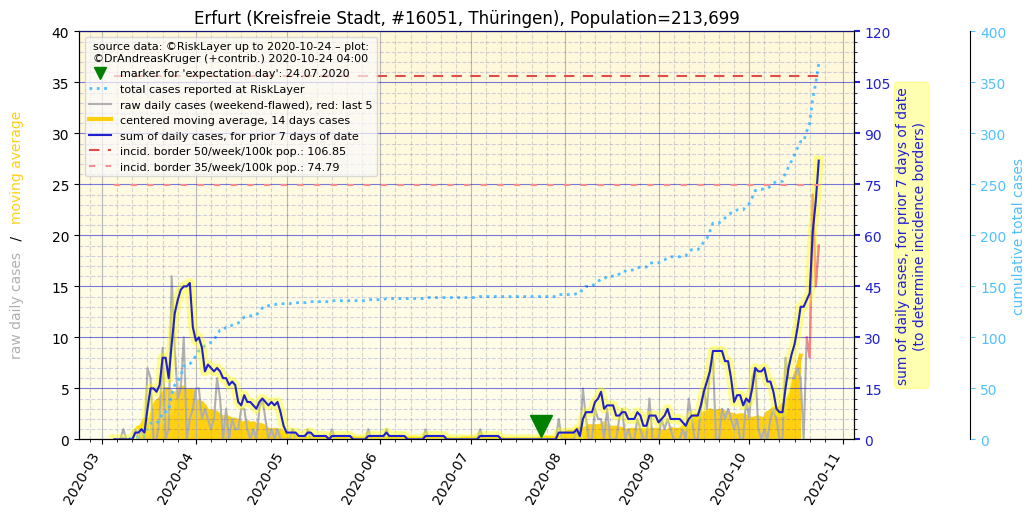 Erfurt (Kreisfreie Stadt, #16051, Thüringen), Population=213,699
source data: ©RiskLayer up to 2020-10-24 – plot:
©DrAndreasKruger (+contrib.) 2020-10-24 04:00
marker for 'expectation day': 24.07.2020
total cases reported at RiskLayer
raw daily cases (weekend-flawed), red: last 5
centered moving average, 14 days cases
sum of daily cases, for prior 7 days of date
incid. border 50/week/100k pop.: 106.85
incid. border 35/week/100k pop.: 74.79
raw daily cases / moving average
40
35
30
25
20
15
10
5
0
2020-03
2020-04
2020-05
2020-06
2020-07
2020-08
2020-09
2020-10
2020-11
120
105
90
75
60
45
30
15
0
sum of daily cases, for prior 7 days of date
(to determine incidence borders)
400
350
300
250
200
150
100
50
0
cumulative total cases